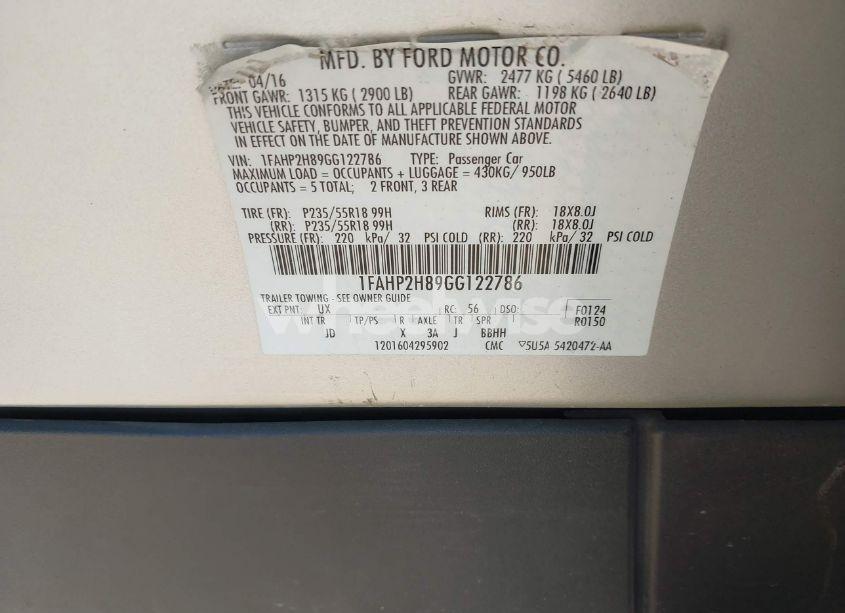 MFD. BY FORD MOTOR CO.
DATE: 04/16 GVWR: 2477 KG ( 5460 LB)
FRONT GAWR: 1315 KG ( 2900 LB) REAR GAWR: 1198 KG ( 2640 LB)
THIS VEHICLE CONFORMS TO ALL APPLICABLE FEDERAL MOTOR
VEHICLE SAFETY, BUMPER, AND THEFT PREVENTION STANDARDS
IN EFFECT ON THE DATE OF MANUFACTURE SHOWN ABOVE.
VIN: 1FAHP2H89GG122786 TYPE: Passenger Car
MAXIMUM LOAD = OCCUPANTS + LUGGAGE = 430KG/ 950LB
OCCUPANTS = 5 TOTAL; 2 FRONT, 3 REAR
TIRE (FR): P235/55R18 99H RIMS (FR): 18X8.0J
(RR): P235/55R18 99H (RR): 18X8.0J
PRESSURE (FR): 220 kPa/ 32 PSI COLD (RR): 220 kPa/ 32 PSI COLD
1FAHP2H89GG122786
TRAILER TOWING - SEE OWNER GUIDE
EXT PNT: UX RC: 56 DSO: F0124
INT TR TP/PS R AXLE TR SPR R0150
JD X 3A J BBHH
1201604295902 CMC 5U5A 5420472-AA
wheelwise